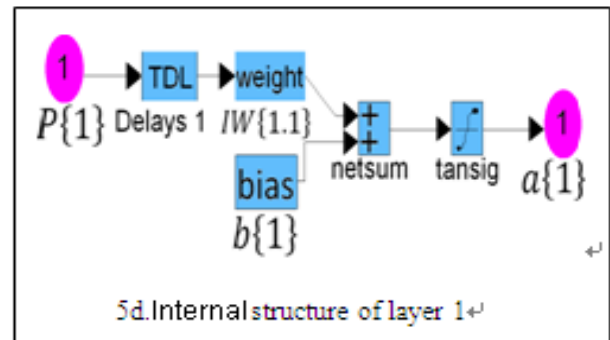 1
TDL
weight
+
+
1
P{1}
Delays 1
IW{1.1}
netsum
tansig
a{1}
bias
b{1}
5d.Internal structure of layer 1